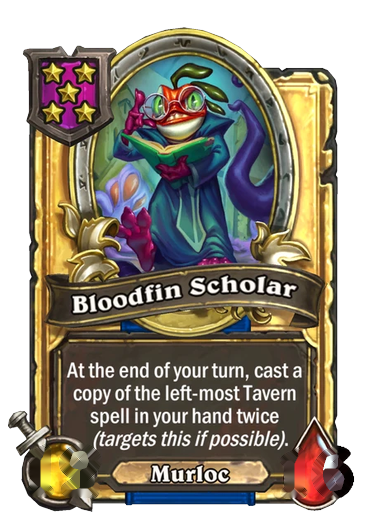 Bloodfin Scholar
At the end of your turn, cast a
copy of the left-most Tavern
spell in your hand twice
(targets this if possible).
Murloc